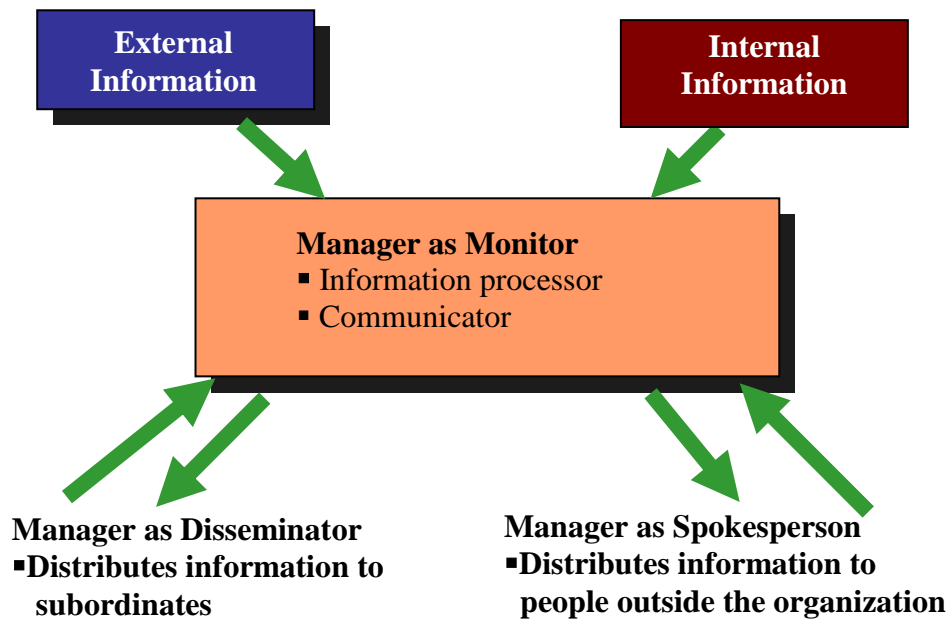 External
Information
Internal
Information
Manager as Monitor
▪ Information processor
▪ Communicator
Manager as Disseminator
▪Distributes information to
subordinates
Manager as Spokesperson
▪Distributes information to
people outside the organization